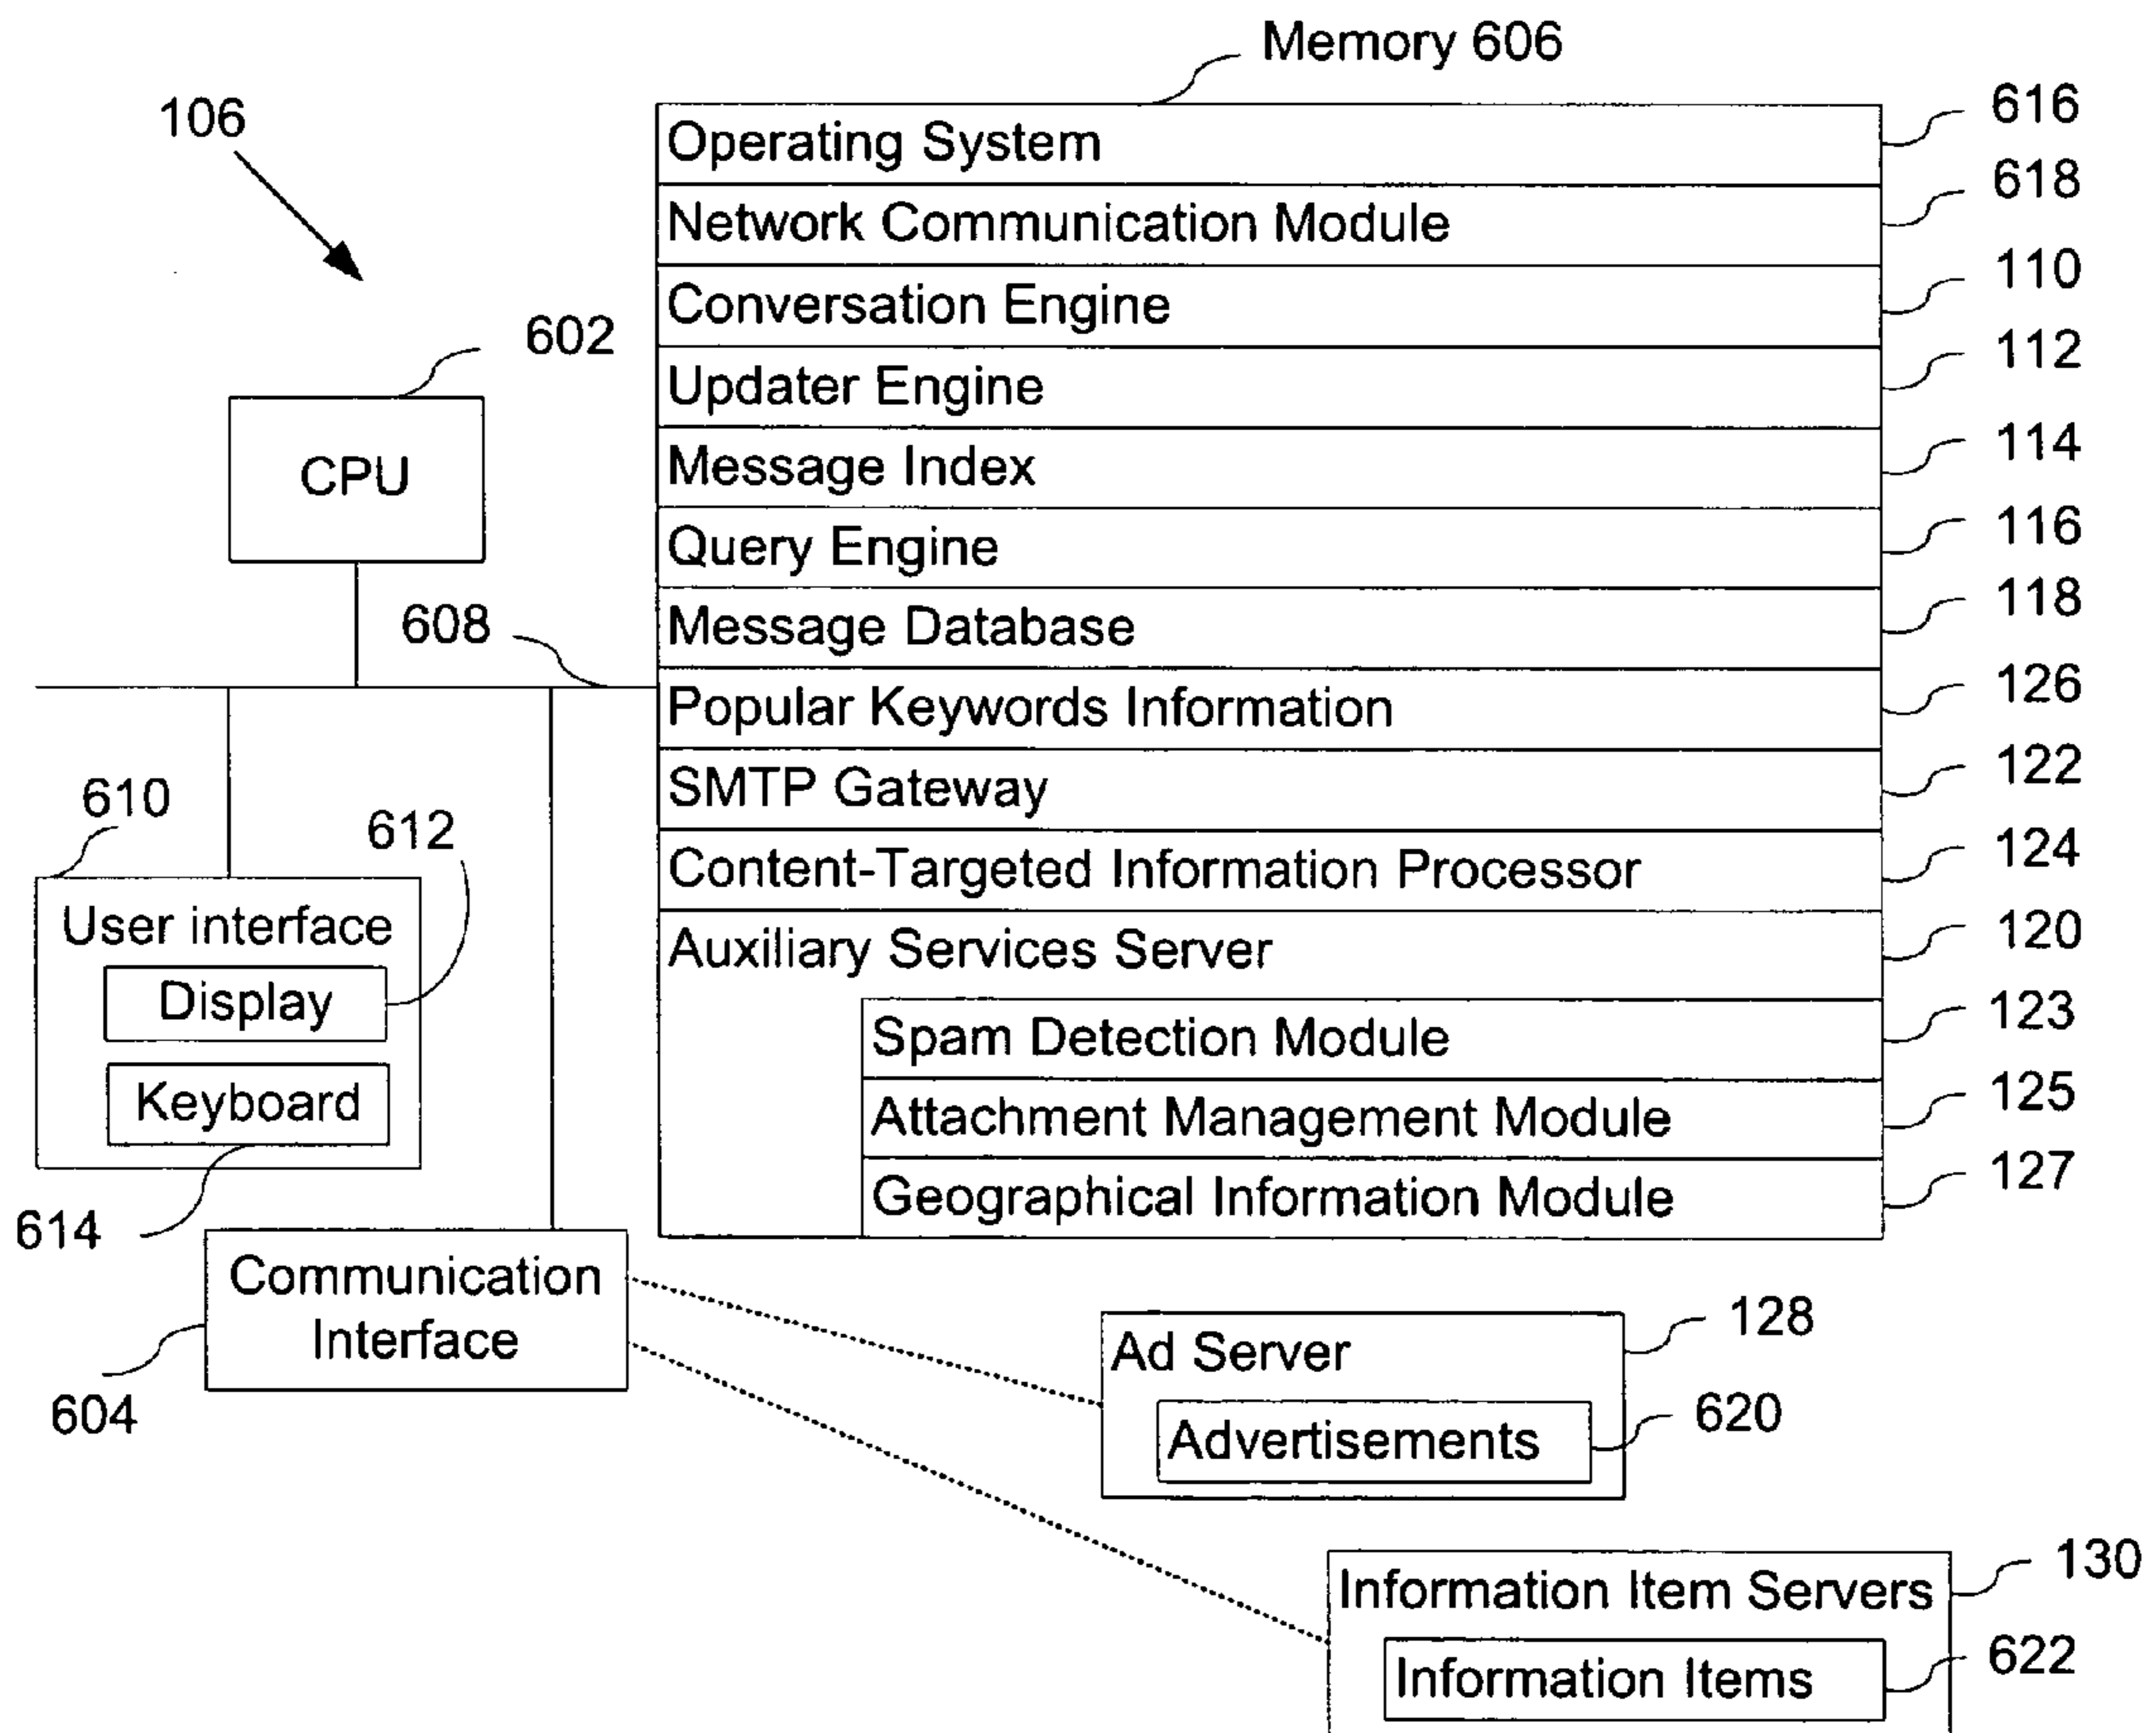 Memory 606
106
616
Operating System
618
Network Communication Module
110
Conversation Engine
602
112
Updater Engine
CPU
114
Message Index
116
Query Engine
608
118
Message Database
126
Popular Keywords Information
610
122
SMTP Gateway
612
124
Content-Targeted Information Processor
User interface
120
Auxiliary Services Server
Display
123
Spam Detection Module
Keyboard
125
Attachment Management Module
127
Geographical Information Module
614
Communication
Interface
604
128
Ad Server
620
Advertisements
130
Information Item Servers
622
Information Items